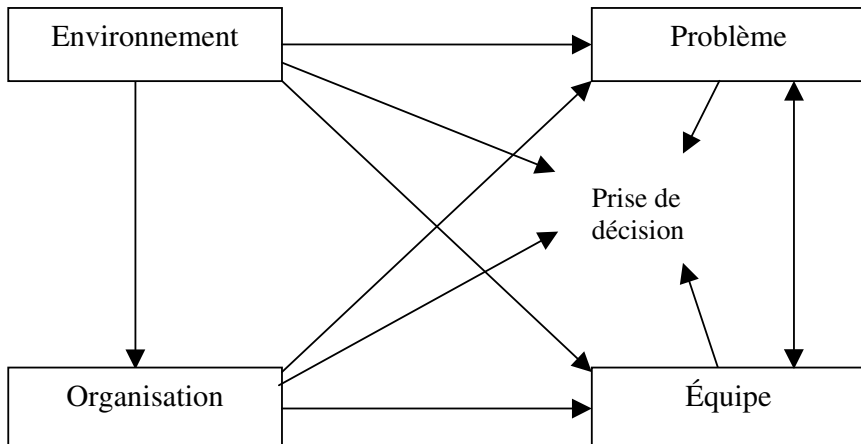 Environnement
Problème
Prise de
décision
Organisation
Équipe